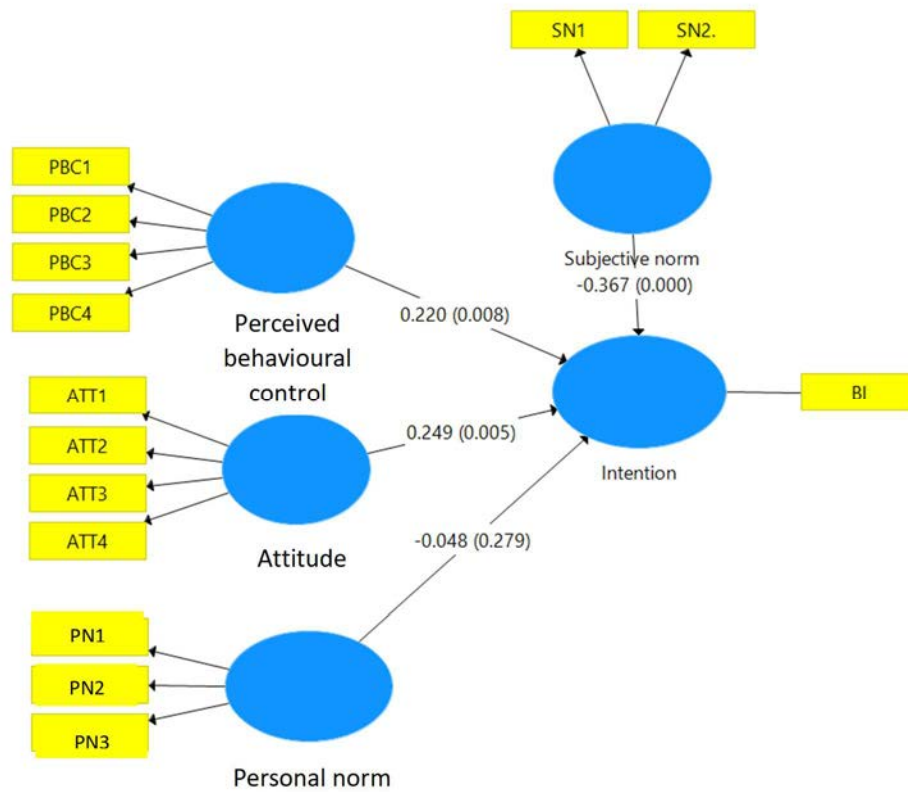 SN1
SN2.
PBC1
PBC2
PBC3
PBC4
Subjective norm
-0.367 (0.000)
0.220 (0.008)
Perceived
behavioural
control
ATT1
ATT2
ATT3
ATT4
BI
0.249 (0.005)
Intention
Attitude
-0.048 (0.279)
PN1
PN2
PN3
Personal norm